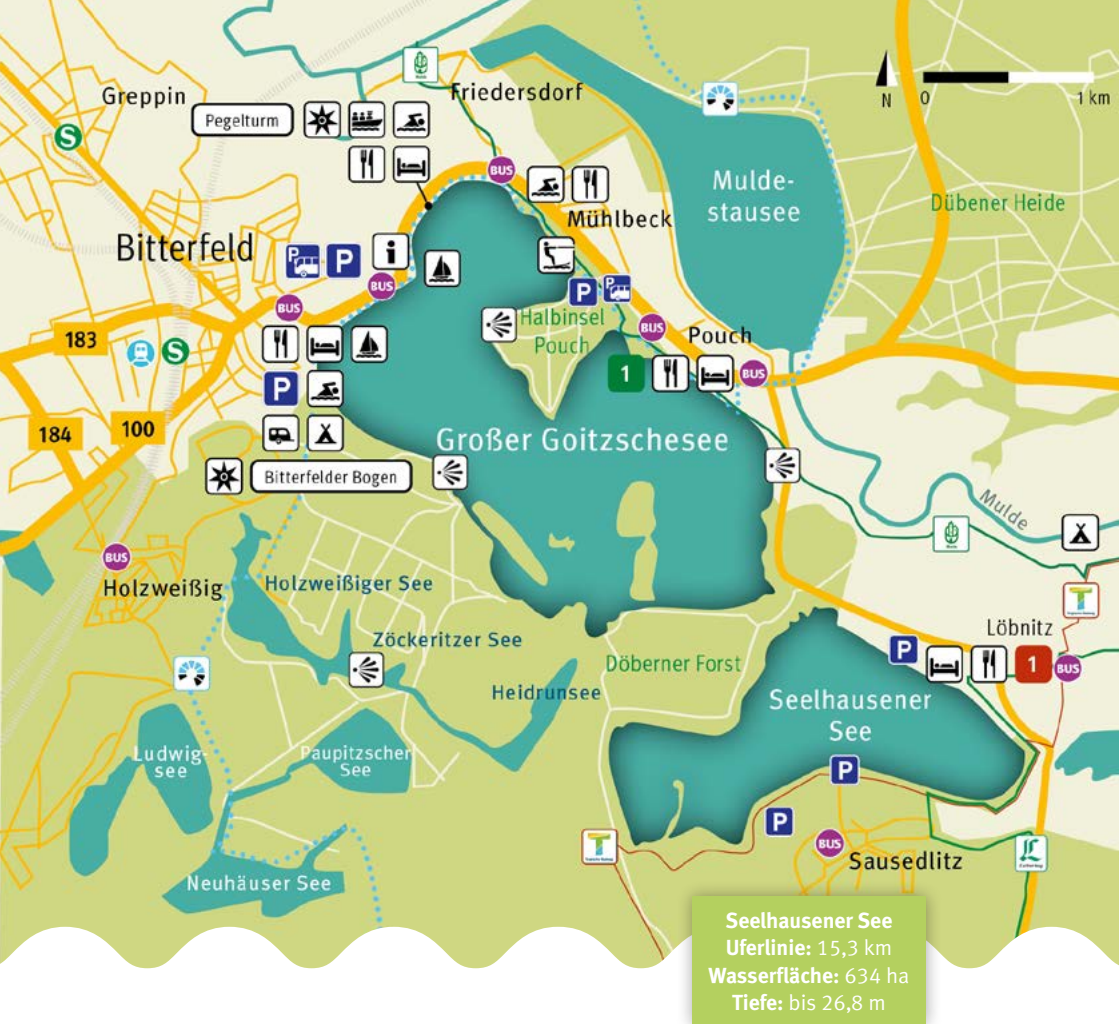 Greppin
Friedersdorf
N
0
1 km
Pegelturm
S
BUS
Mühlbeck
Mulde-
stausee
Dübener Heide
Bitterfeld
P
P
i
BUS
BUS
P
P
Halbinsel
Pouch
BUS
Pouch
183
S
1
BUS
P
184
100
Großer Goitzschesee
Bitterfelder Bogen
Mulde
BUS
Holzweißig
Holzweißiger See
Zöckeritzer See
Heidrunsee
Döberner Forst
T
Löbnitz
P
1
BUS
Seelhausener
See
Ludwig-
see
Paupitzscher
See
P
P
T
BUS
Sausedlitz
L
Neuhäuser See
Seelhausener See
Uferlinie: 15,3 km
Wasserfläche: 634 ha
Tiefe: bis 26,8 m